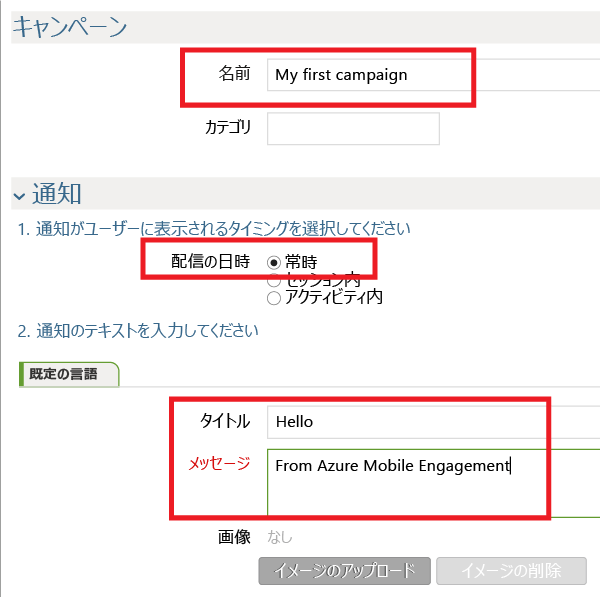 キャンペーン
名前 My first campaign
カテゴリ
通知
1. 通知がユーザーに表示されるタイミングを選択してください
配信の日時 常時
セッション内
アクティビティ内
2. 通知のテキストを入力してください
既定の言語
タイトル Hello
メッセージ From Azure Mobile Engagement
画像 なし
イメージのアップロード イメージの削除